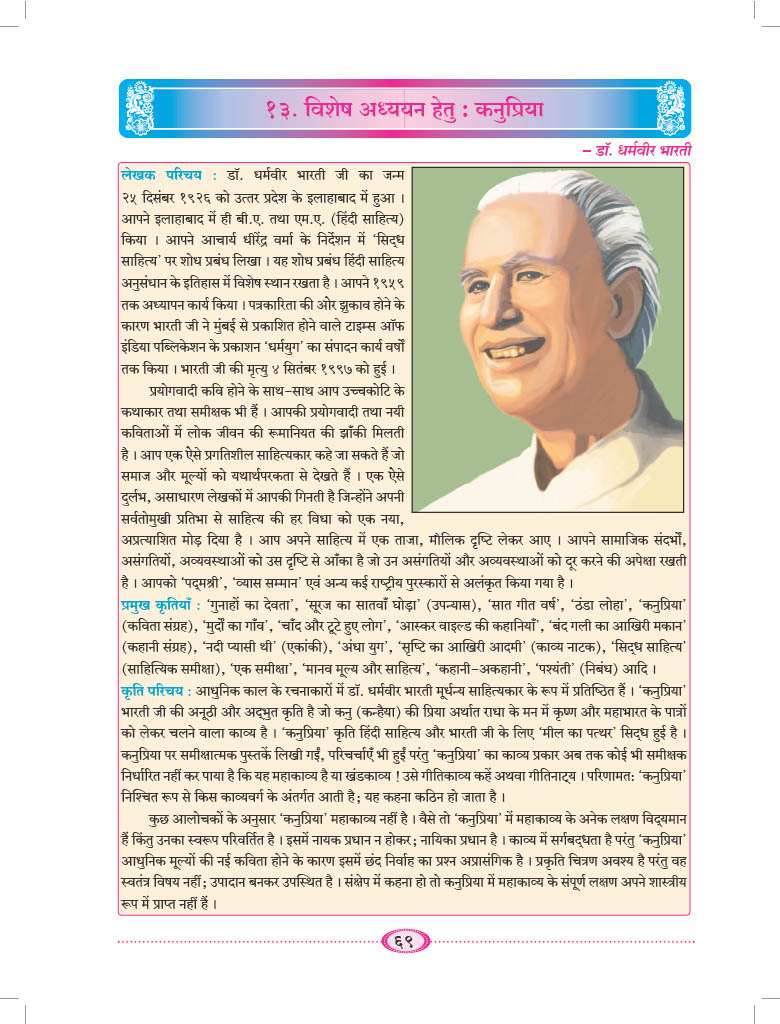 १३. विशेष अध्ययन हेतु : कनुप्रिया
– डॉ. धर्मवीर भारती
लेखक परिचय : डॉ. धर्मवीर भारती जी का जन्म
२५ दिसंबर १९२६ को उत्तर प्रदेश के इलाहाबाद में हुआ ।
आपने इलाहाबाद में ही बी.ए. तथा एम.ए. (हिंदी साहित्य)
किया । आपने आचार्य धीरेंद्र वर्मा के निर्देशन में ‘सिद्ध
साहित्य’ पर शोध प्रबंध लिखा । यह शोध प्रबंध हिंदी साहित्य
अनुसंधान के इतिहास में विशेष स्थान रखता है । आपने १९५९
तक अध्यापन कार्य किया । पत्रकारिता की ओर झुकाव होने के
कारण भारती जी ने मुंबई से प्रकाशित होने वाले टाइम्स ऑफ
इंडिया पब्लिकेशन के प्रकाशन ‘धर्मयुग’ का संपादन कार्य वर्षों
तक किया । भारती जी की मृत्यु ४ सितंबर १९९७ को हुई ।
प्रयोगवादी कवि होने के साथ-साथ आप उच्चकोटि के
कथाकार तथा समीक्षक भी हैं । आपकी प्रयोगवादी तथा नयी
कविताओं में लोक जीवन की रूमानियत की झाँकी मिलती
है । आप एक ऐसे प्रगतिशील साहित्यकार कहे जा सकते हैं जो
समाज और मूल्यों को यथार्थपरकता से देखते हैं । एक ऐसे
दुर्लभ, असाधारण लेखकों में आपकी गिनती है जिन्होंने अपनी
सर्वतोमुखी प्रतिभा से साहित्य की हर विधा को एक नया,
अप्रत्याशित मोड़ दिया है । आप अपने साहित्य में एक ताजा, मौलिक दृष्टि लेकर आए । आपने सामाजिक संदर्भों,
असंगतियों, अव्यवस्थाओं को उस दृष्टि से आँका है जो उन असंगतियों और अव्यवस्थाओं को दूर करने की अपेक्षा रखती
है । आपको ‘पद्मश्री’, ‘व्यास सम्मान’ एवं अन्य कई राष्ट्रीय पुरस्कारों से अलंकृत किया गया है ।
प्रमुख कृतियाँ : ‘गुनाहों का देवता’, ‘सूरज का सातवाँ घोड़ा’ (उपन्यास), ‘सात गीत वर्ष’, ‘ठंडा लोहा’, ‘कनुप्रिया’
(कविता संग्रह), ‘मुर्दों का गाँव’, ‘चाँद और टूटे हुए लोग’, ‘आस्कर वाइल्ड की कहानियाँ’, ‘बंद गली का आखिरी मकान’
(कहानी संग्रह), ‘नदी प्यासी थी’ (एकांकी), ‘अंधा युग’, ‘सृष्टि का आखिरी आदमी’ (काव्य नाटक), ‘सिद्ध साहित्य’
(साहित्यिक समीक्षा), ‘एक समीक्षा’, ‘मानव मूल्य और साहित्य’, ‘कहानी-अकहानी’, ‘पश्यंती’ (निबंध) आदि ।
कृति परिचय : आधुनिक काल के रचनाकारों में डॉ. धर्मवीर भारती मूर्धन्य साहित्यकार के रूप में प्रतिष्ठित हैं । ‘कनुप्रिया’
भारती जी की अनूठी और अद्भुत कृति है जो कनु (कन्हैया) की प्रिया अर्थात राधा के मन में कृष्ण और महाभारत के पात्रों
को लेकर चलने वाला काव्य है । ‘कनुप्रिया’ कृति हिंदी साहित्य और भारती जी के लिए ‘मील का पत्थर’ सिद्ध हुई है ।
कनुप्रिया पर समीक्षात्मक पुस्तकें लिखी गईं, परिचर्चाएँ भी हुईं परंतु ‘कनुप्रिया’ का काव्य प्रकार अब तक कोई भी समीक्षक
निर्धारित नहीं कर पाया है कि यह महाकाव्य है या खंडकाव्य ! उसे गीतिकाव्य कहें अथवा गीतिनाट्य । परिणामत: ‘कनुप्रिया’
निश्चित रूप से किस काव्यवर्ग के अंतर्गत आती है; यह कहना कठिन हो जाता है ।
कुछ आलोचकों के अनुसार ‘कनुप्रिया’ महाकाव्य नहीं है । वैसे तो ‘कनुप्रिया’ में महाकाव्य के अनेक लक्षण विद्यमान
हैं किंतु उनका स्वरूप परिवर्तित है । इसमें नायक प्रधान न होकर; नायिका प्रधान है । काव्य में सर्गबद्धता है परंतु ‘कनुप्रिया’
आधुनिक मूल्यों की नई कविता होने के कारण इसमें छंद निर्वाह का प्रश्न अप्रासंगिक है । प्रकृति चित्रण अवश्य है परंतु वह
स्वतंत्र विषय नहीं; उपादान बनकर उपस्थित है । संक्षेप में कहना हो तो कनुप्रिया में महाकाव्य के संपूर्ण लक्षण अपने शास्त्रीय
रूप में प्राप्त नहीं हैं ।
६९